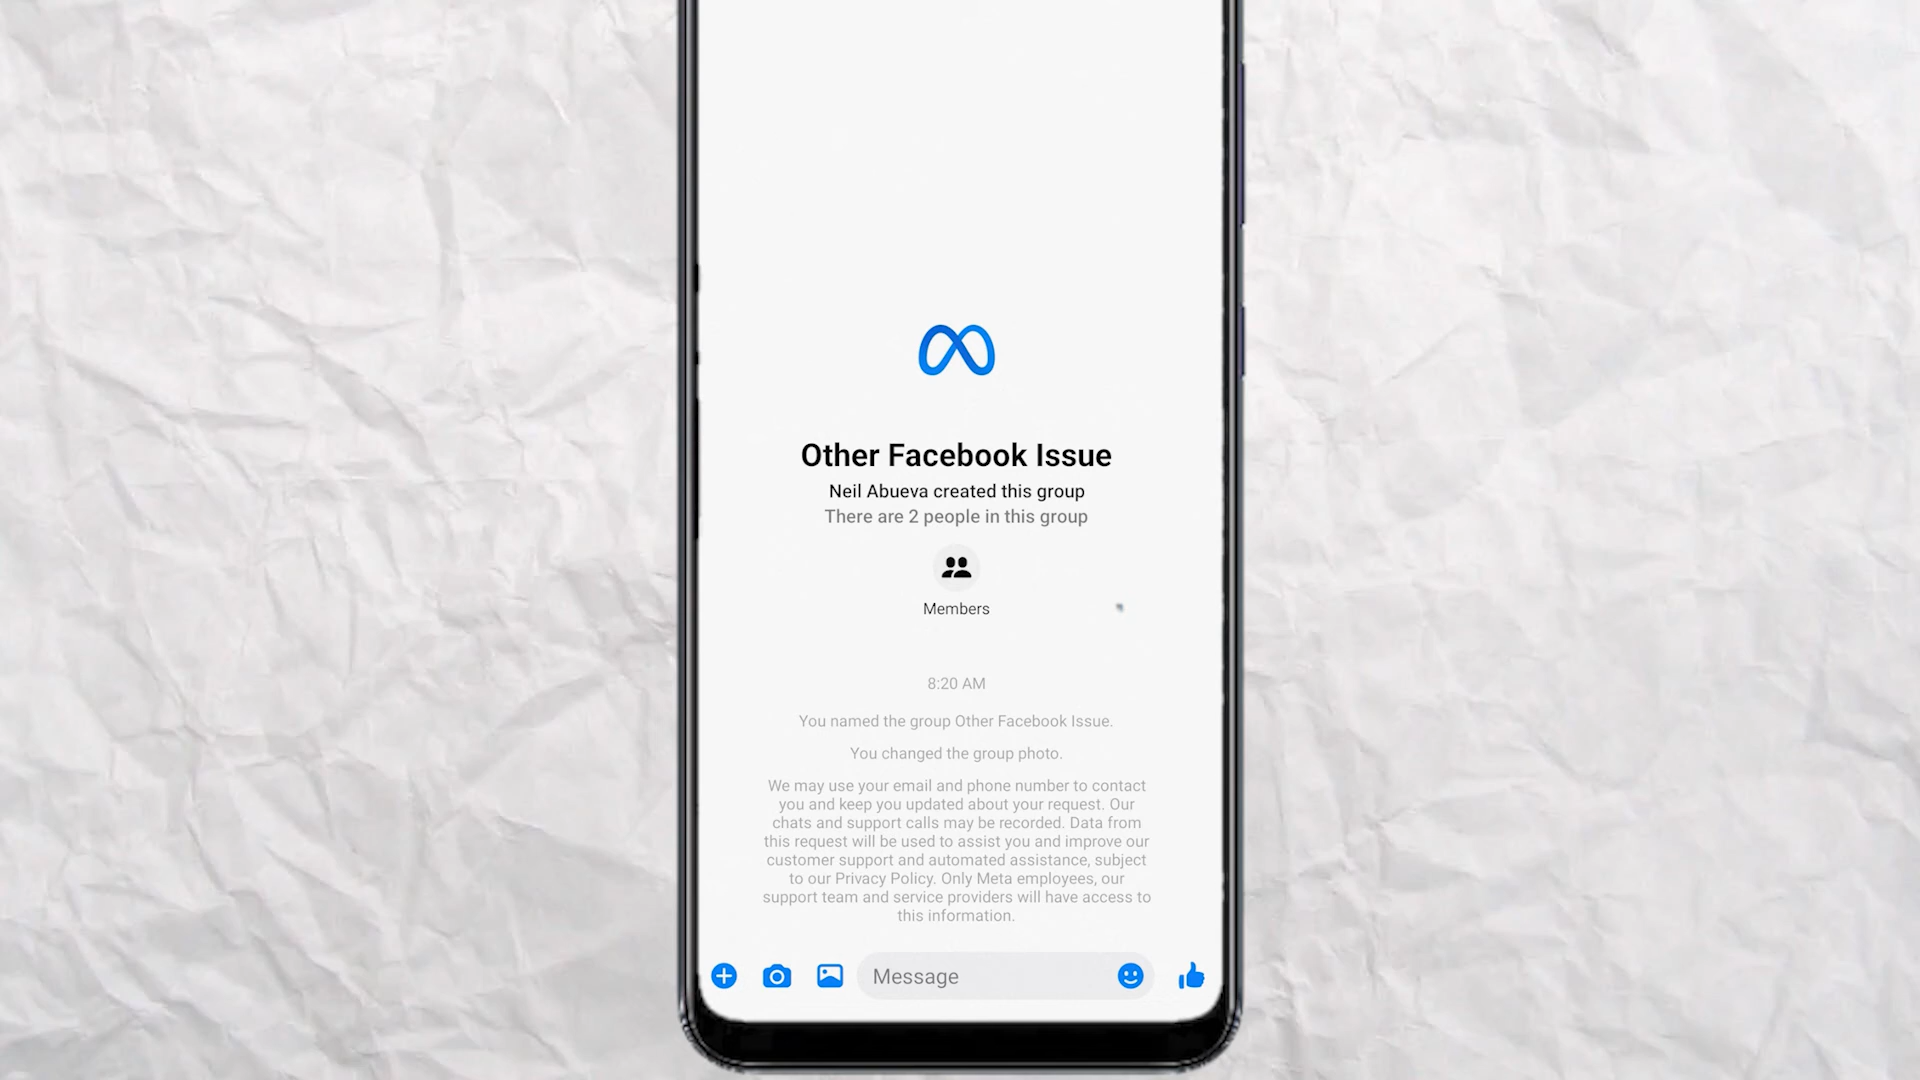 Other Facebook Issue
Neil Abueva created this group
There are 2 people in this group
Members
8:20 AM
You named the group Other Facebook Issue.
You changed the group photo.
We may use your email and phone number to contact
you and keep you updated about your request. Our
chats and support calls may be recorded. Data from
this request will be used to assist you and improve our
customer support and automated assistance, subject
to our Privacy Policy. Only Meta employees, our
support team and service providers will have access to
this information.
Message